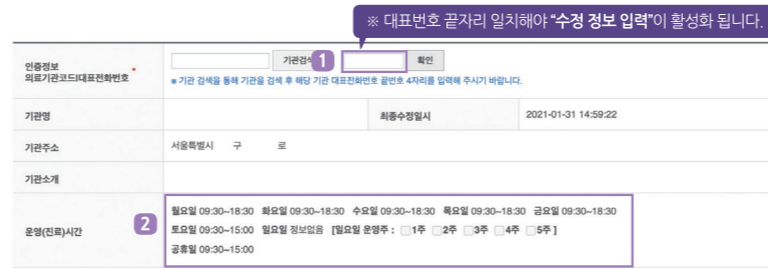 ※ 대표번호 끝자리 일치해야 "수정 정보 입력"이 활성화 됩니다.
인증정보
의료기관코드|대표전화번호 *
기관검색 1 확인
※ 기관 검색을 통해 기관을 검색 후 해당 기관 대표전화번호 끝번호 4자리를 입력해 주시기 바랍니다.
기관명 최종수정일시 2021-01-31 14:59:22
기관주소 서울특별시 구 로
기관소개
운영(진료)시간 2
월요일 09:30~18:30 화요일 09:30~18:30 수요일 09:30~18:30 목요일 09:30~18:30 금요일 09:30~18:30
토요일 09:30~15:00 일요일 정보없음 [일요일 운영주 : 1주 2주 3주 4주 5주 ]
공휴일 09:30~15:00